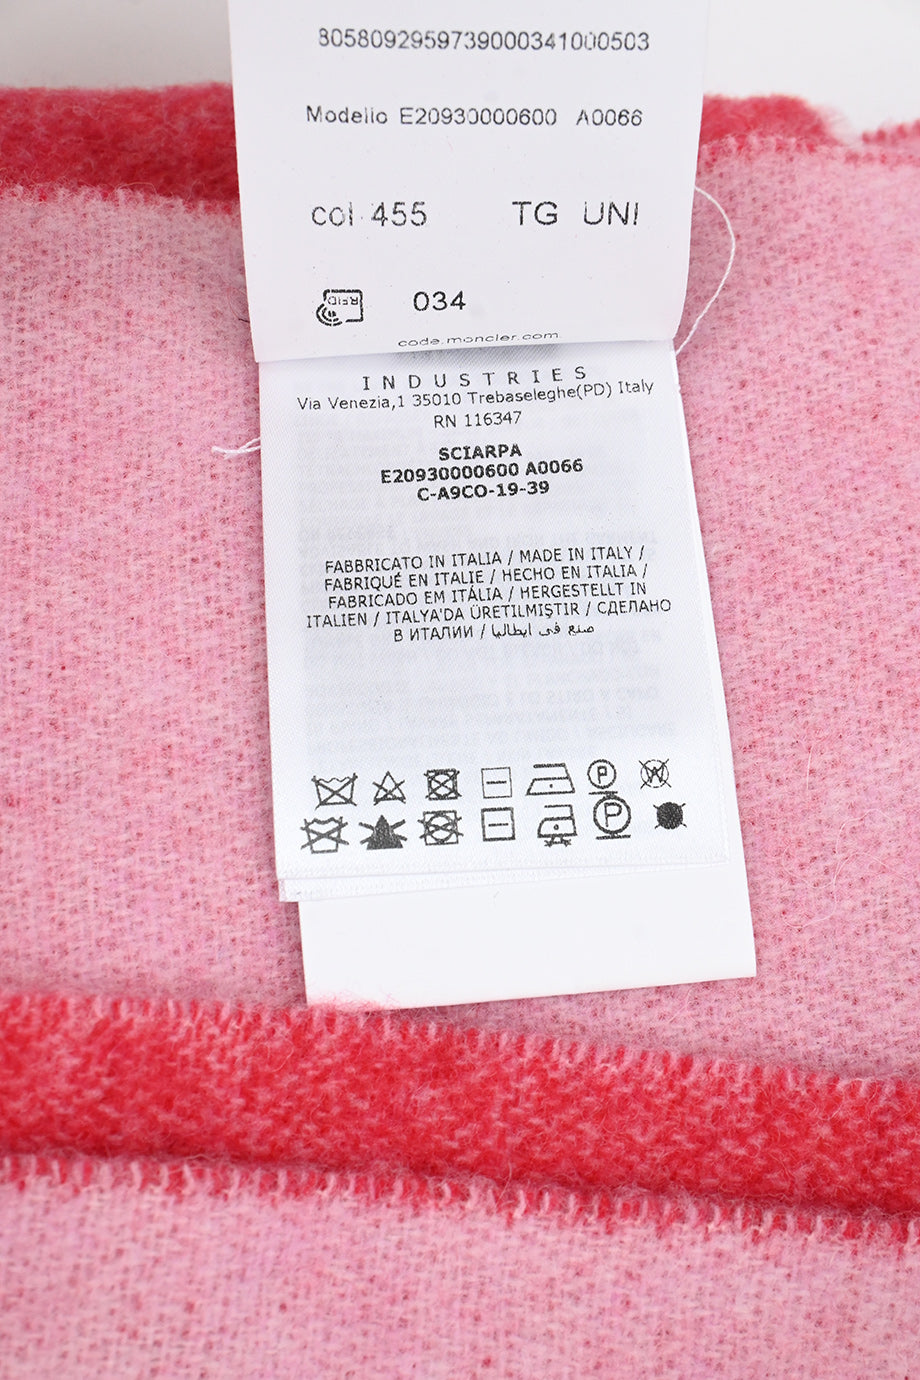 8058092959739000341000503
Modello E20930000600 A0066
col 455 TG UNI
RFID
034
code.moncler.com
INDUSTRIES
Via Venezia,1 35010 Trebaseleghe(PD) Italy
RN 116347
SCIARPA
E20930000600 A0066
C-A9CO-19-39
FABBRICATO IN ITALIA / MADE IN ITALY /
FABRIQUÉ EN ITALIE / HECHO EN ITALIA /
FABRICADO EM ITÁLIA / HERGESTELLT IN
ITALIEN / ITALYA'DA ÜRETILMIŞTIR / СДЕЛАНО
В ИТАЛИИ / صنع في ايطاليا
P W
P